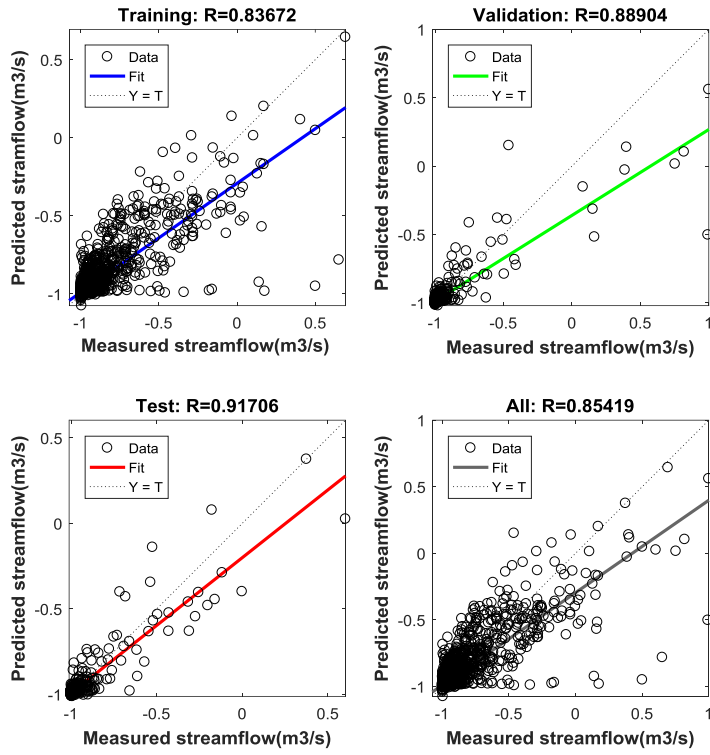 Training: R=0.83672
Predicted stramflow(m3/s)
Data
Fit
Y = T
0.5
0
-0.5
-1
-1 -0.5 0 0.5
Measured streamflow(m3/s)
Validation: R=0.88904
Predicted streamflow(m3/s)
Data
Fit
Y = T
1
0.5
0
-0.5
-1
-1 -0.5 0 0.5 1
Measured streamflow(m3/s)
Test: R=0.91706
Predicted streamflow(m3/s)
Data
Fit
Y = T
0.5
0
-0.5
-1
-1 -0.5 0 0.5
Measured streamflow(m3/s)
All: R=0.85419
Predicted streamflow(m3/s)
Data
Fit
Y = T
1
0.5
0
-0.5
-1
-1 -0.5 0 0.5 1
Measured streamflow(m3/s)